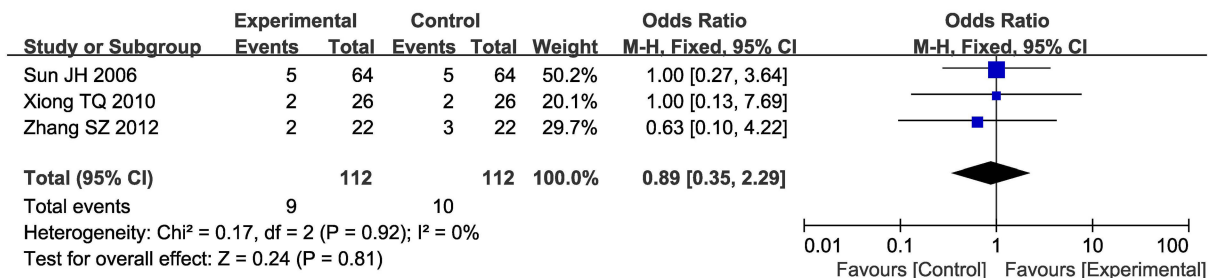 Experimental Control Odds Ratio Odds Ratio
Study or Subgroup Events Total Events Total Weight M-H, Fixed, 95% CI M-H, Fixed, 95% CI
Sun JH 2006 5 64 5 64 50.2% 1.00 [0.27, 3.64]
Xiong TQ 2010 2 26 2 26 20.1% 1.00 [0.13, 7.69]
Zhang SZ 2012 2 22 3 22 29.7% 0.63 [0.10, 4.22]
Total (95% CI) 112 112 100.0% 0.89 [0.35, 2.29]
Total events 9 10
Heterogeneity: Chi² = 0.17, df = 2 (P = 0.92); I² = 0%
Test for overall effect: Z = 0.24 (P = 0.81)
0.01 0.1 1 10 100
Favours [Control] Favours [Experimental]